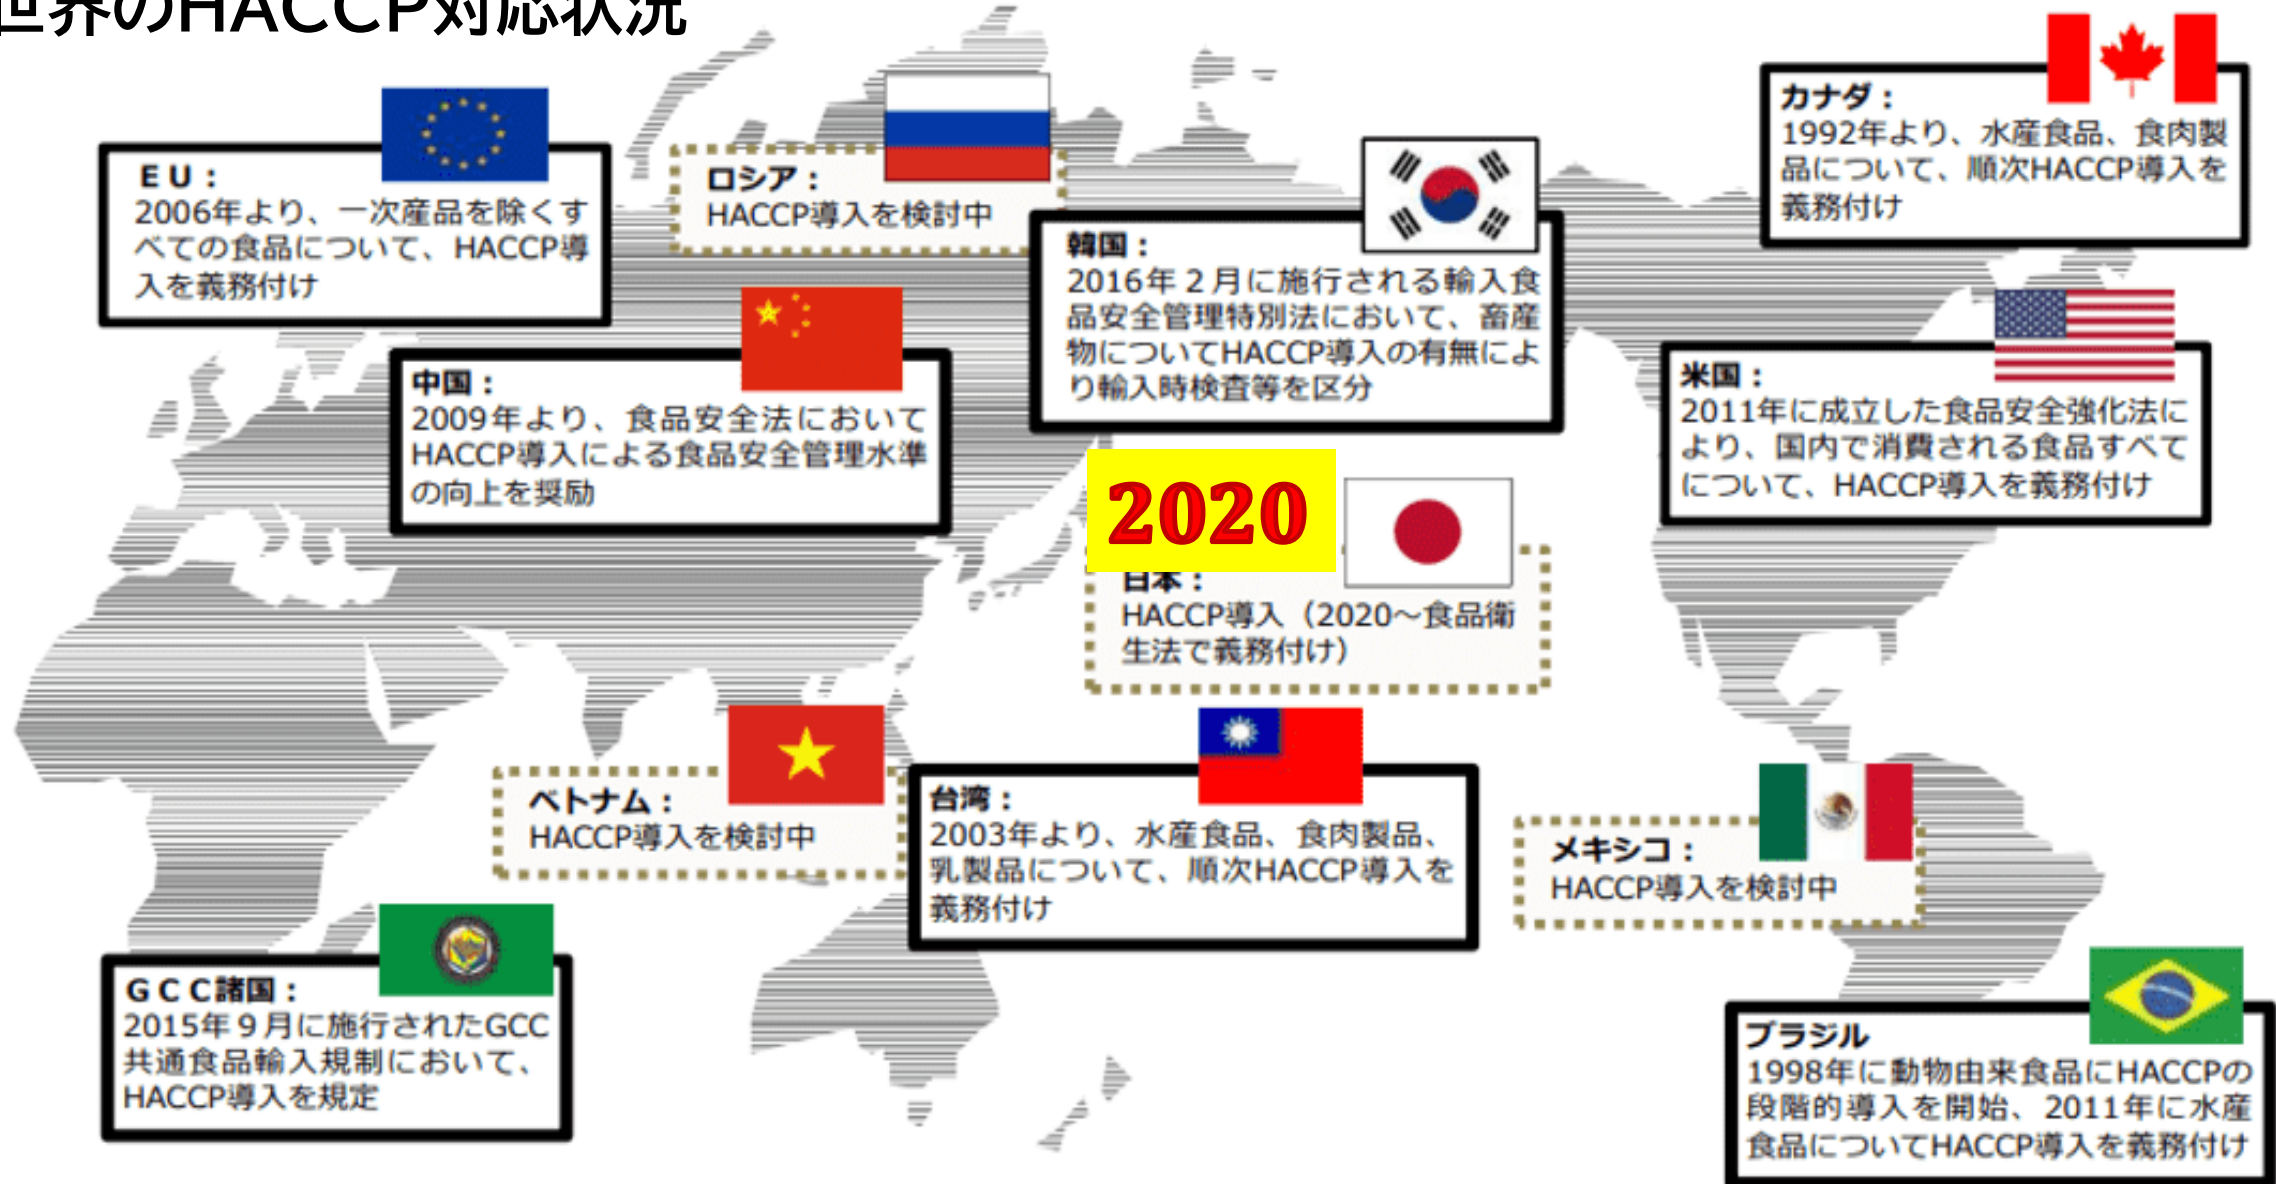 世界のHACCP対応状況
カナダ：
1992年より、水産食品、食肉製
品について、順次HACCP導入を
義務付け
ＥＵ：
2006年より、一次産品を除くす
べての食品について、HACCP導
入を義務付け
ロシア：
HACCP導入を検討中
韓国：
2016年２月に施行される輸入食
品安全管理特別法において、畜産
物についてHACCP導入の有無によ
り輸入時検査等を区分
中国：
2009年より、食品安全法において
HACCP導入による食品安全管理水準
の向上を奨励
米国：
2011年に成立した食品安全強化法に
より、国内で消費される食品すべて
について、HACCP導入を義務付け
2020
日本：
HACCP導入（2020～食品衛
生法で義務付け）
ベトナム：
HACCP導入を検討中
台湾：
2003年より、水産食品、食肉製品、
乳製品について、順次HACCP導入を
義務付け
メキシコ：
HACCP導入を検討中
ＧＣＣ諸国：
2015年９月に施行されたGCC
共通食品輸入規制において、
HACCP導入を規定
ブラジル
1998年に動物由来食品にHACCPの
段階的導入を開始、2011年に水産
食品についてHACCP導入を義務付け